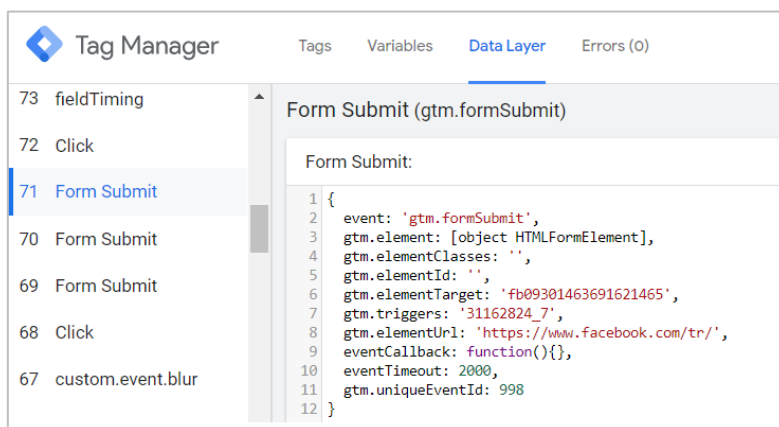 Tag Manager
Tags Variables Data Layer Errors (0)
73 fieldTiming
72 Click
71 Form Submit
70 Form Submit
69 Form Submit
68 Click
67 custom.event.blur
Form Submit (gtm.formSubmit)
Form Submit:
1 {
2 event: 'gtm.formSubmit',
3 gtm.element: [object HTMLFormElement],
4 gtm.elementClasses: '',
5 gtm.elementId: '',
6 gtm.elementTarget: 'fb09301463691621465',
7 gtm.triggers: '31162824_7',
8 gtm.elementUrl: 'https://www.facebook.com/tr/',
9 eventCallback: function(){},
10 eventTimeout: 2000,
11 gtm.uniqueEventId: 998
12 }